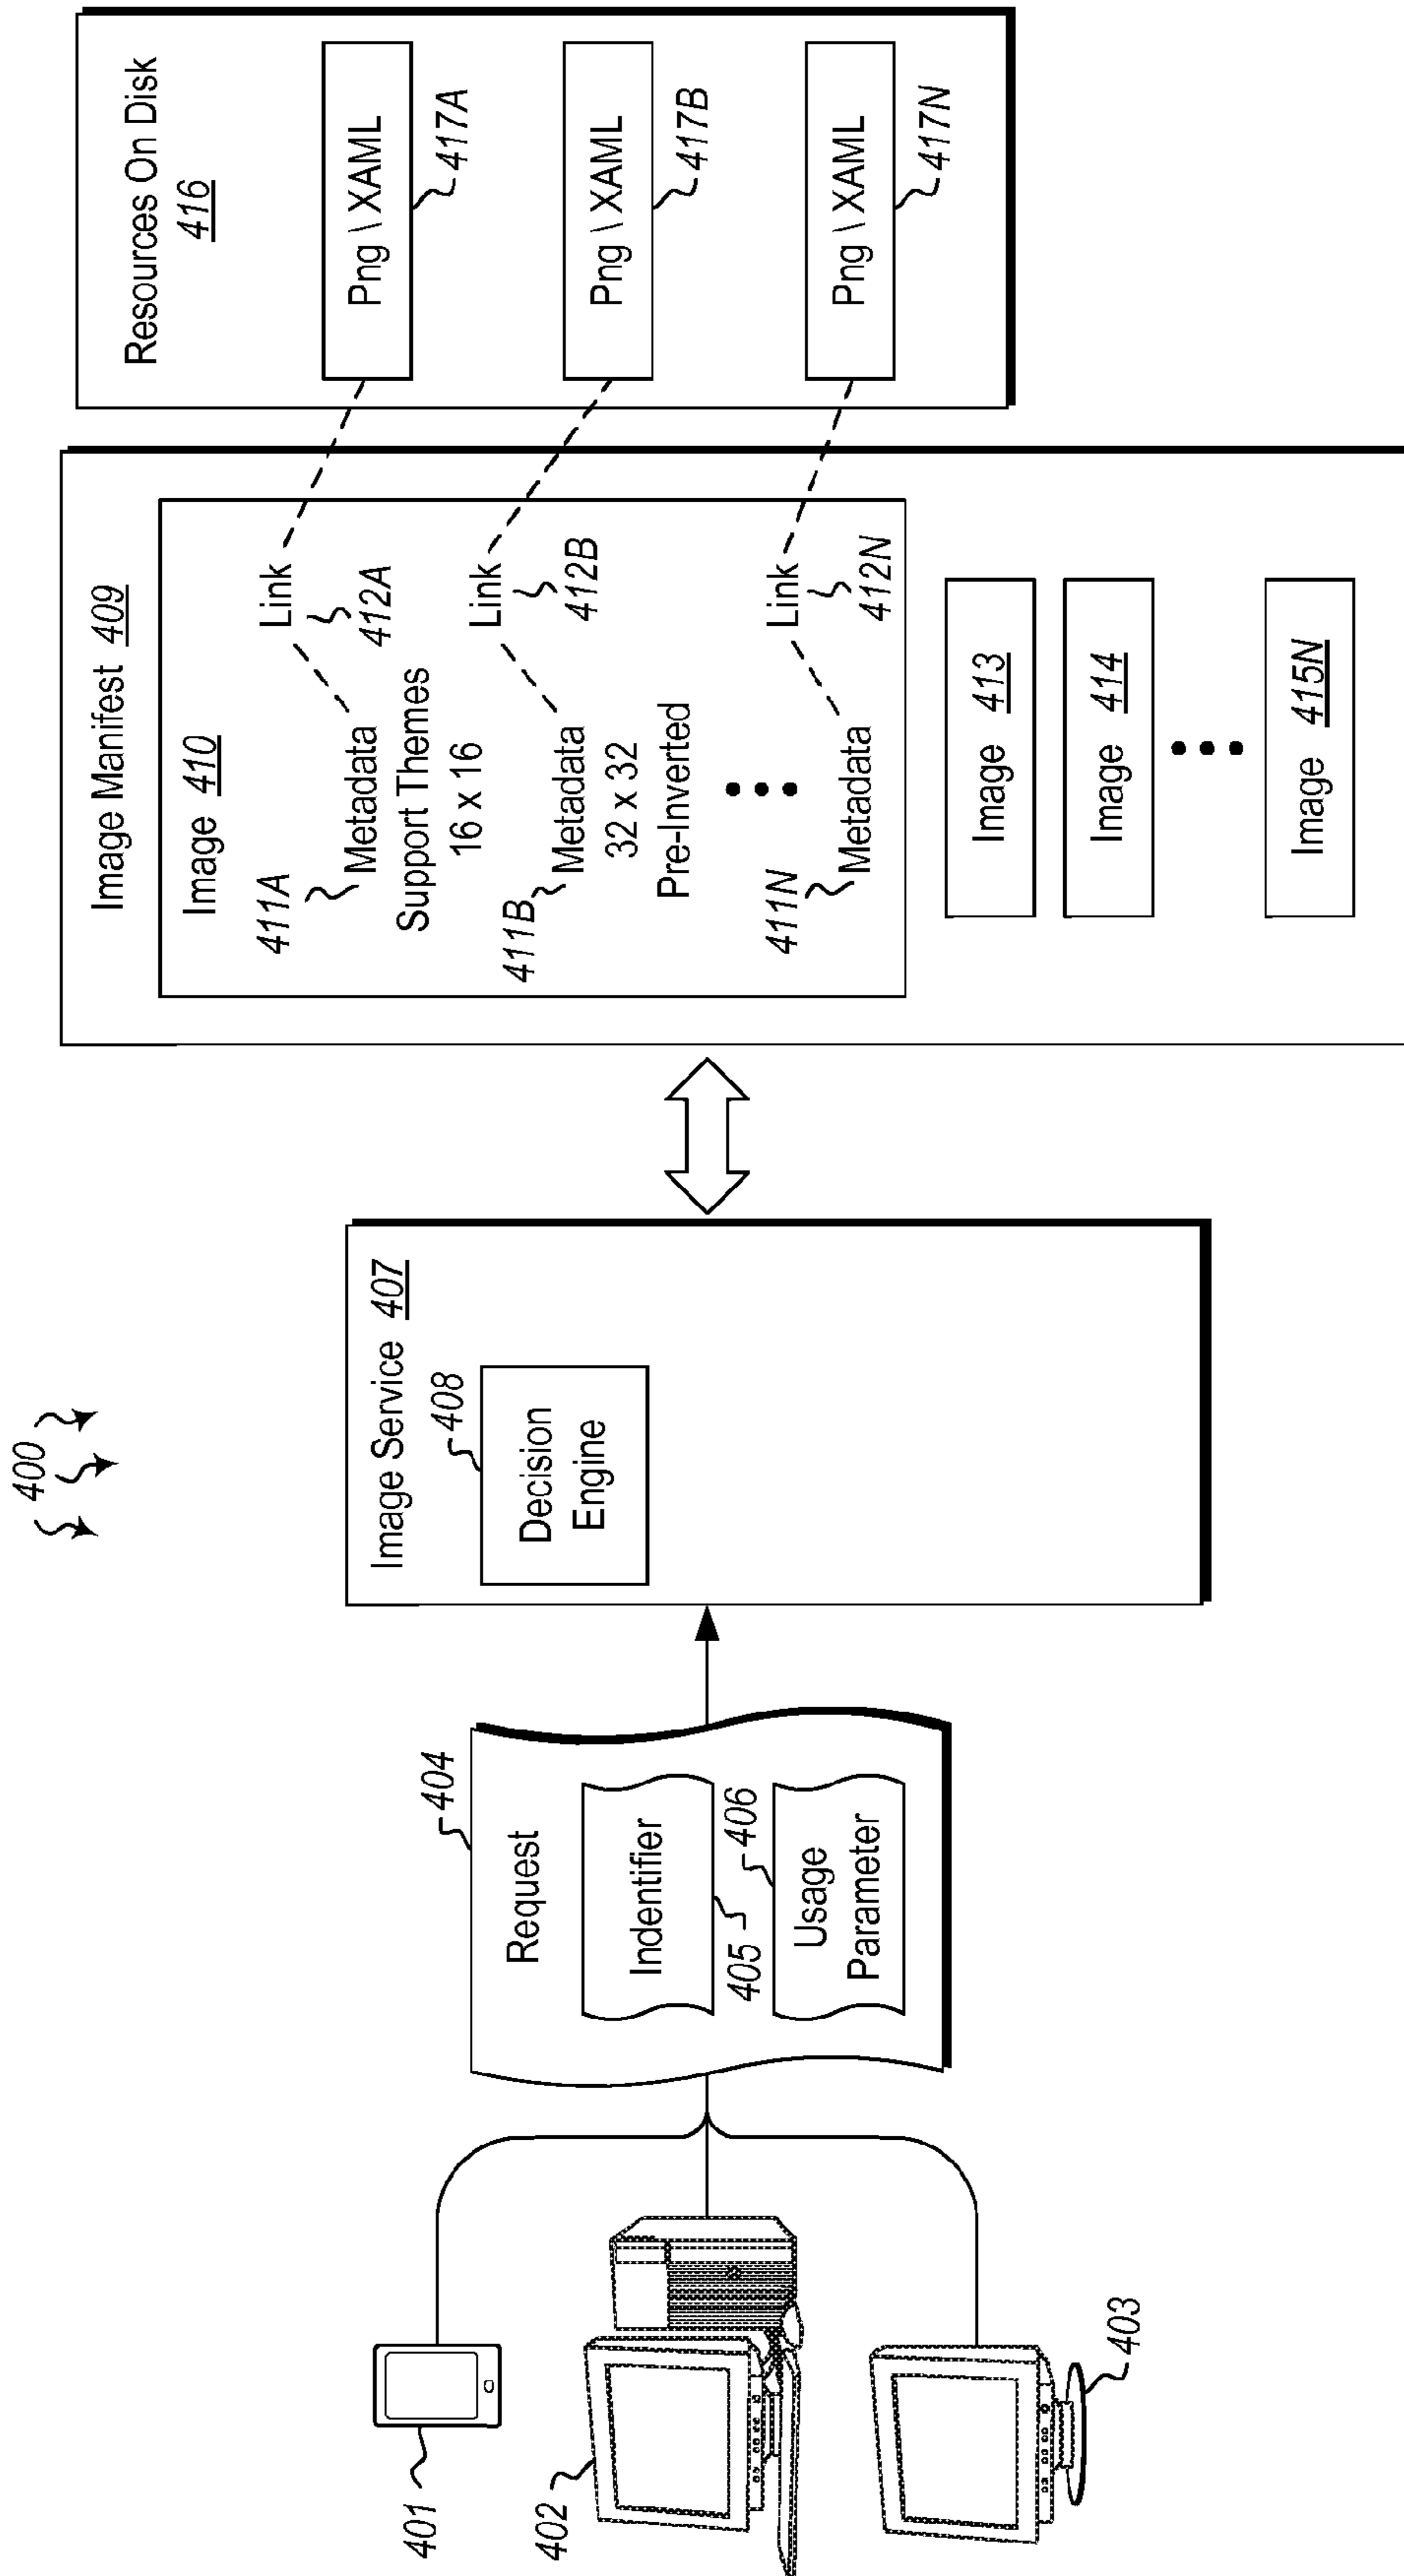 400
401
402
403
404
Request
Indentifier
405
406
Usage
Parameter
Image Service 407
408
Decision
Engine
Image Manifest 409
Image 410
411A
Metadata
Support Themes
16 x 16
Link
412A
411B
Metadata
32 x 32
Pre-Inverted
Link
412B
411N
Metadata
Link
412N
Image 413
Image 414
Image 415N
Resources On Disk
416
Png \ XAML
417A
Png \ XAML
417B
Png \ XAML
417N